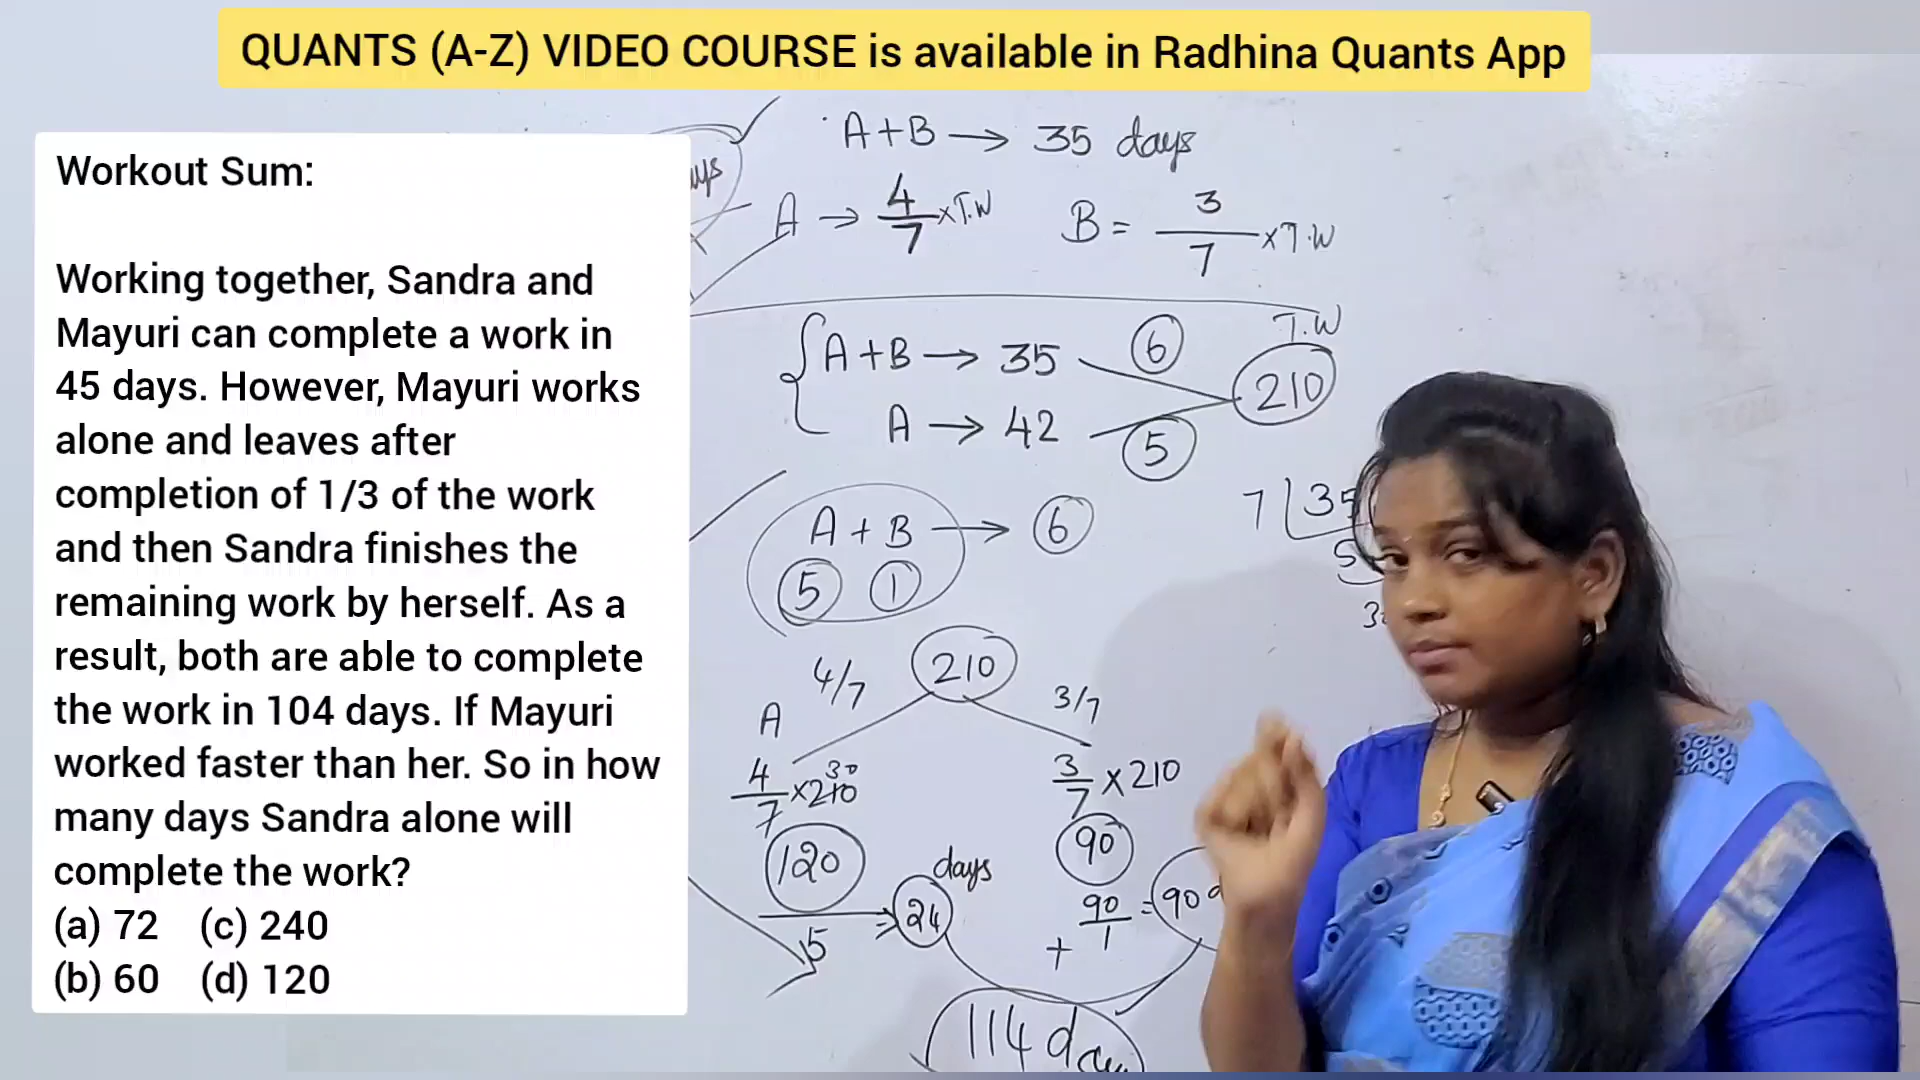 QUANTS (A-Z) VIDEO COURSE is available in Radhina Quants App
Workout Sum:
Working together, Sandra and
Mayuri can complete a work in
45 days. However, Mayuri works
alone and leaves after
completion of 1/3 of the work
and then Sandra finishes the
remaining work by herself. As a
result, both are able to complete
the work in 104 days. If Mayuri
worked faster than her. So in how
many days Sandra alone will
complete the work?
(a) 72 (c) 240
(b) 60 (d) 120
A+B → 35 days
A → 4/7 × T.W B = 3/7 × T.W
T.W
A+B → 35 6
210
A → 42 5
7 35
5
A + B → 6
5 1
210
4/7 3/7
A
4/7 × 210 30 3/7 × 210
120 90
days
5 24 90/1 = 90
+
114 days